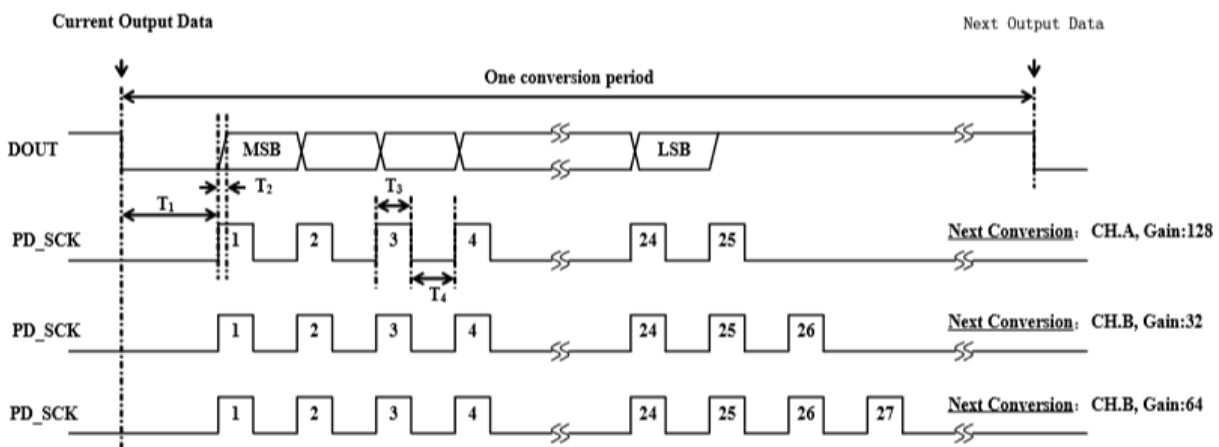 Current Output Data
Next Output Data
One conversion period
DOUT
MSB
LSB
T2
T3
T1
PD_SCK
1
2
3
4
24
25
Next Conversion: CH.A, Gain:128
T4
PD_SCK
1
2
3
4
24
25
26
Next Conversion: CH.B, Gain:32
PD_SCK
1
2
3
4
24
25
26
27
Next Conversion: CH.B, Gain:64